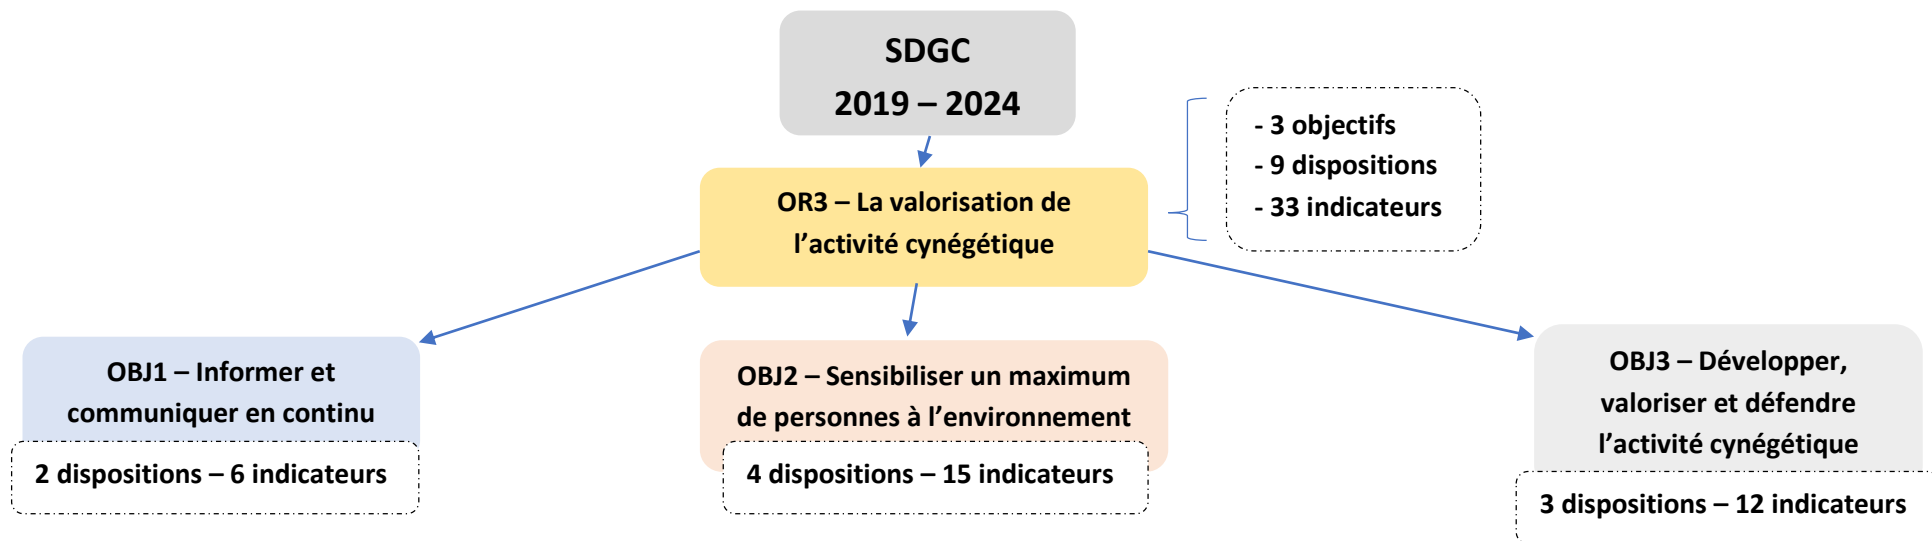 SDGC
2019 – 2024
- 3 objectifs
- 9 dispositions
- 33 indicateurs
OR3 – La valorisation de
l’activité cynégétique
OBJ1 – Informer et
communiquer en continu
2 dispositions – 6 indicateurs
OBJ2 – Sensibiliser un maximum
de personnes à l’environnement
4 dispositions – 15 indicateurs
OBJ3 – Développer,
valoriser et défendre
l’activité cynégétique
3 dispositions – 12 indicateurs